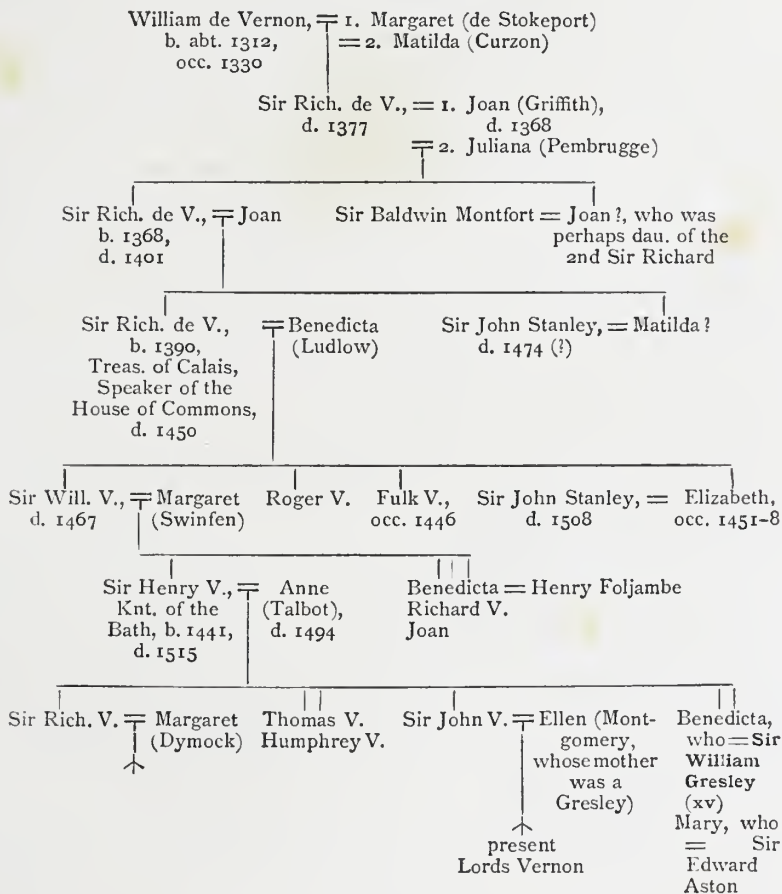 William de Vernon, = 1. Margaret (de Stokeport)
b. abt. 1312, = 2. Matilda (Curzon)
occ. 1330
Sir Rich. de V., = 1. Joan (Griffith),
d. 1377 d. 1368
= 2. Juliana (Pembrugge)
Sir Rich. de V., = Joan Sir Baldwin Montfort = Joan ?, who was
b. 1368, perhaps dau. of the
d. 1401 2nd Sir Richard
Sir Rich. de V., = Benedicta Sir John Stanley, = Matilda ?
b. 1390, (Ludlow) d. 1474 (?)
Treas. of Calais,
Speaker of the
House of Commons,
d. 1450
Sir Will. V., = Margaret Roger V. Fulk V., Sir John Stanley, = Elizabeth,
d. 1467 (Swinfen) occ. 1446 d. 1508 occ. 1451-8
Sir Henry V., = Anne Benedicta = Henry Foljambe
Knt. of the (Talbot), Richard V.
Bath, b. 1441, d. 1494 Joan
d. 1515
Sir Rich. V. = Margaret Thomas V. Sir John V. = Ellen (Mont- Benedicta,
(Dymock) Humphrey V. gomery, who = Sir
whose mother William
was a Gresley
Gresley) (xv)
Mary, who
present = Sir
Lords Vernon Edward
Aston